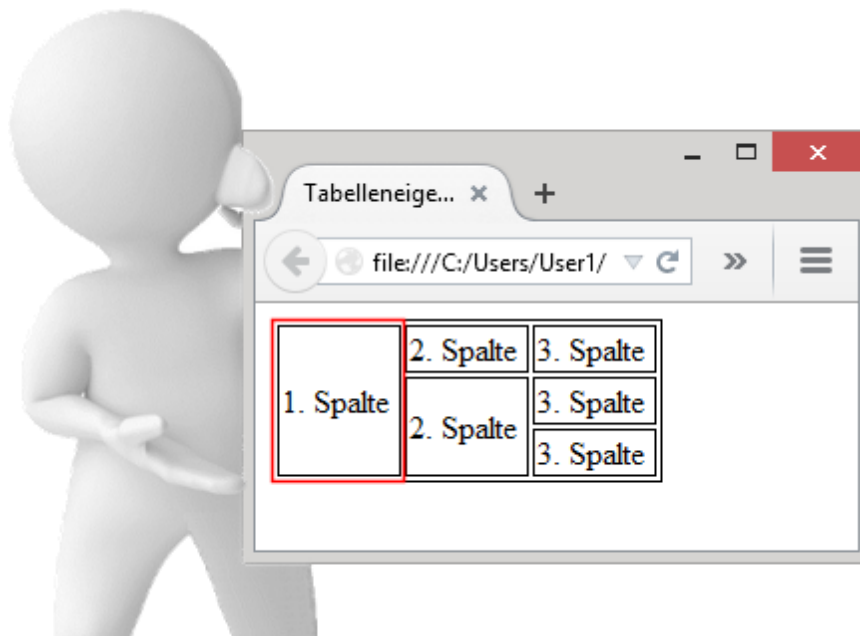 Tabelleneige...
file:///C:/Users/User1/
2. Spalte 3. Spalte
1. Spalte 2. Spalte 3. Spalte
3. Spalte